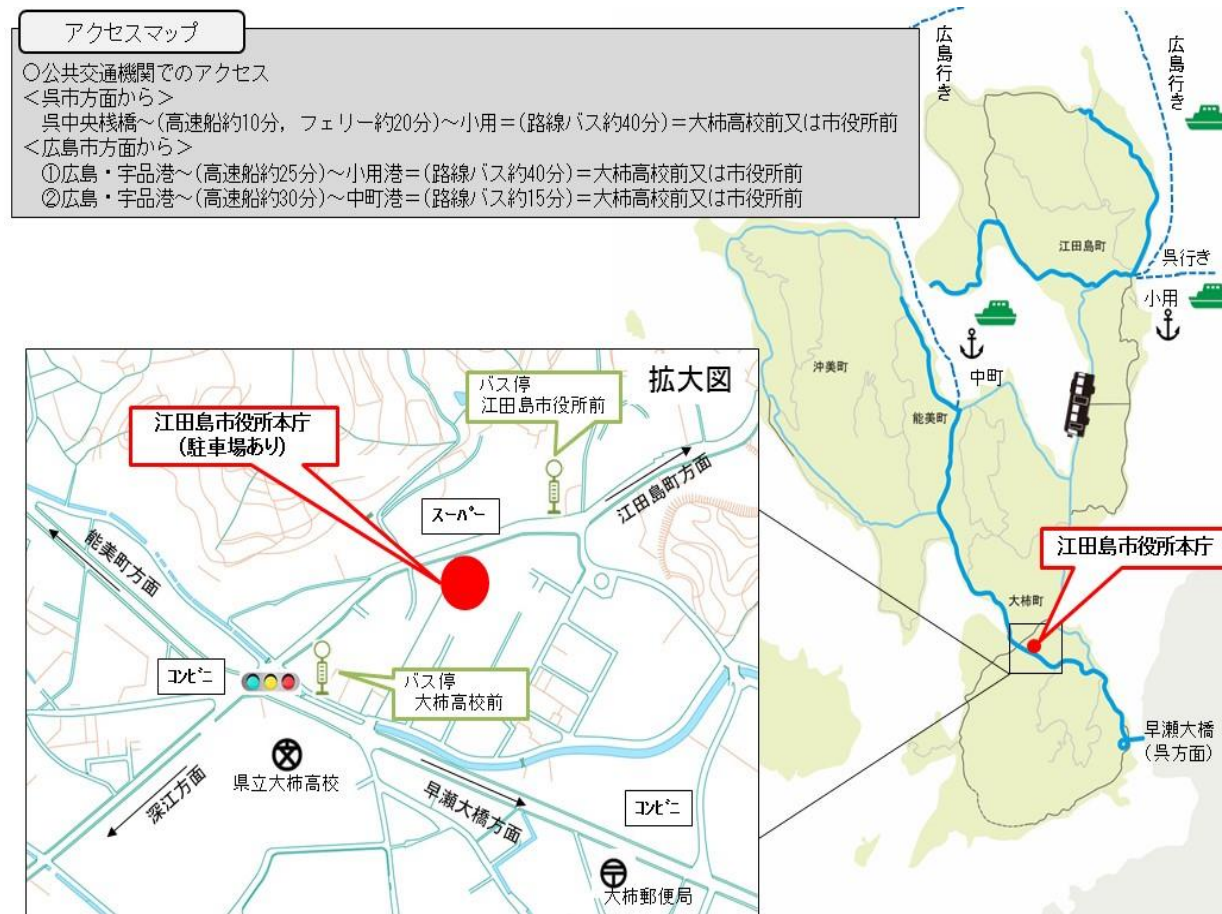 アクセスマップ
○公共交通機関でのアクセス
<呉市方面から>
呉中央桟橋~(高速船約10分，フェリー約20分)~小用=(路線バス約40分)=大柿高校前又は市役所前
<広島市方面から>
①広島・宇品港~(高速船約25分)~小用港=(路線バス約40分)=大柿高校前又は市役所前
②広島・宇品港~(高速船約30分)~中町港=(路線バス約15分)=大柿高校前又は市役所前
広島行き
広島行き
江田島町
呉行き
小用
中町
沖美町
能美町
江田島市役所本庁
大柿町
早瀬大橋
(呉方面)
拡大図
バス停
江田島市役所前
江田島市役所本庁
(駐車場あり)
スーパー
江田島町方面
能美町方面
コンビニ
バス停
大柿高校前
県立大柿高校
深江方面
早瀬大橋方面
コンビニ
大柿郵便局